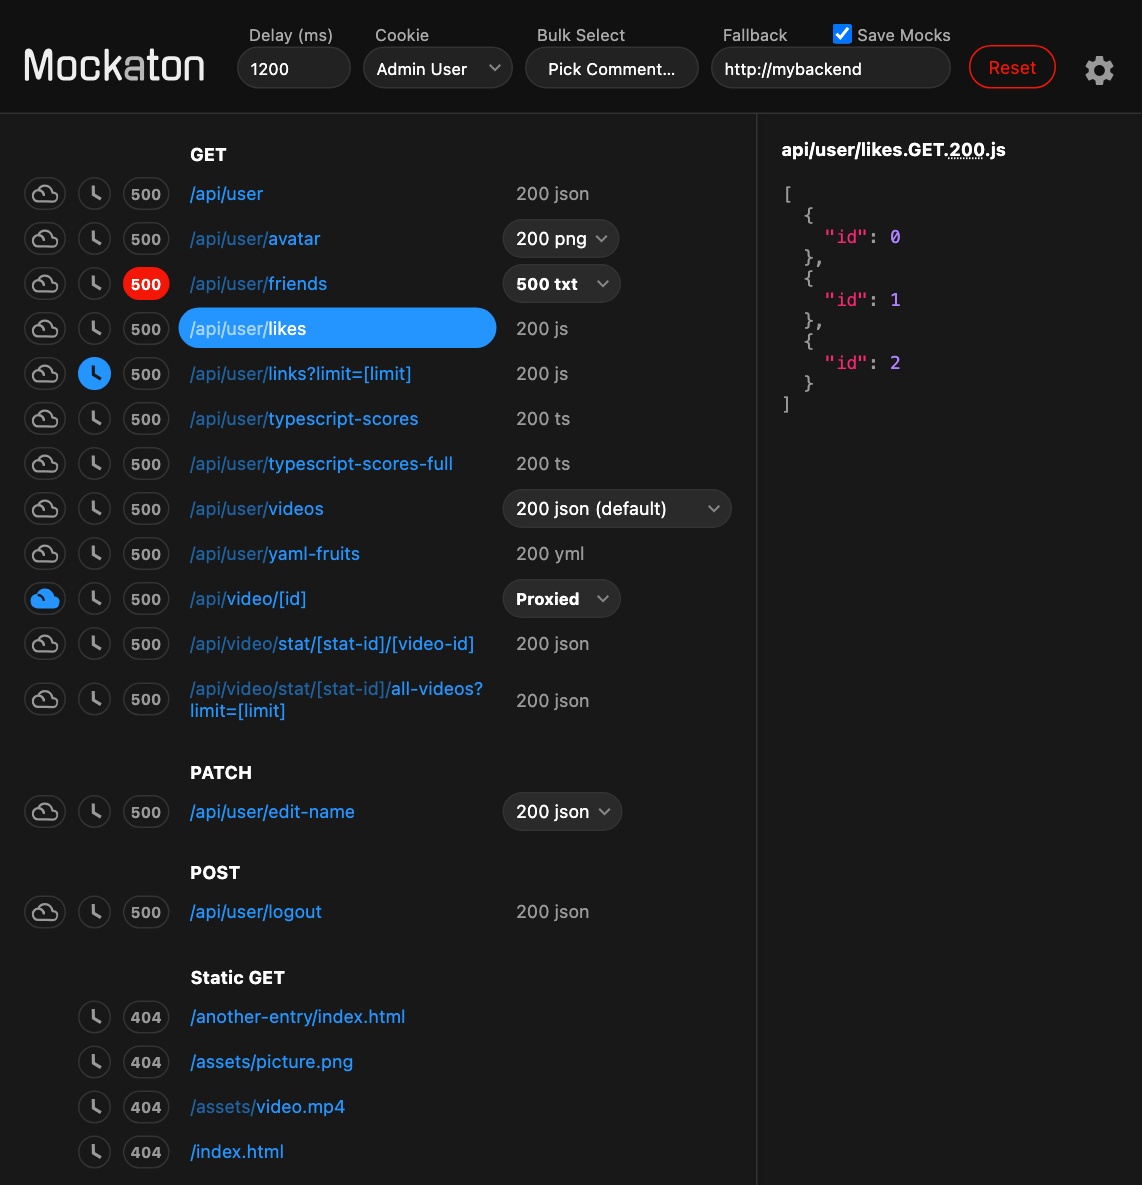 Mockaton
Delay (ms)
1200
Cookie
Admin User
Bulk Select
Pick Comment...
Fallback
Save Mocks
http://mybackend
Reset
GET
500 /api/user 200 json
500 /api/user/avatar 200 png
500 /api/user/friends 500 txt
500 /api/user/likes 200 js
500 /api/user/links?limit=[limit] 200 js
500 /api/user/typescript-scores 200 ts
500 /api/user/typescript-scores-full 200 ts
500 /api/user/videos 200 json (default)
500 /api/user/yaml-fruits 200 yml
500 /api/video/[id] Proxied
500 /api/video/stat/[stat-id]/[video-id] 200 json
500 /api/video/stat/[stat-id]/all-videos?
limit=[limit] 200 json
PATCH
500 /api/user/edit-name 200 json
POST
500 /api/user/logout 200 json
Static GET
404 /another-entry/index.html
404 /assets/picture.png
404 /assets/video.mp4
404 /index.html
api/user/likes.GET.200.js
[
{
"id": 0
},
{
"id": 1
},
{
"id": 2
}
]